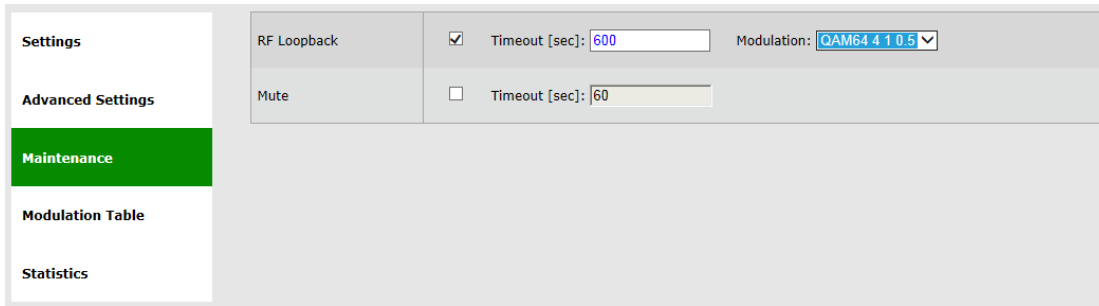 Settings
Advanced Settings
Maintenance
Modulation Table
Statistics
RF Loopback Timeout [sec]: 600 Modulation: QAM64 4 1 0.5
Mute Timeout [sec]: 60